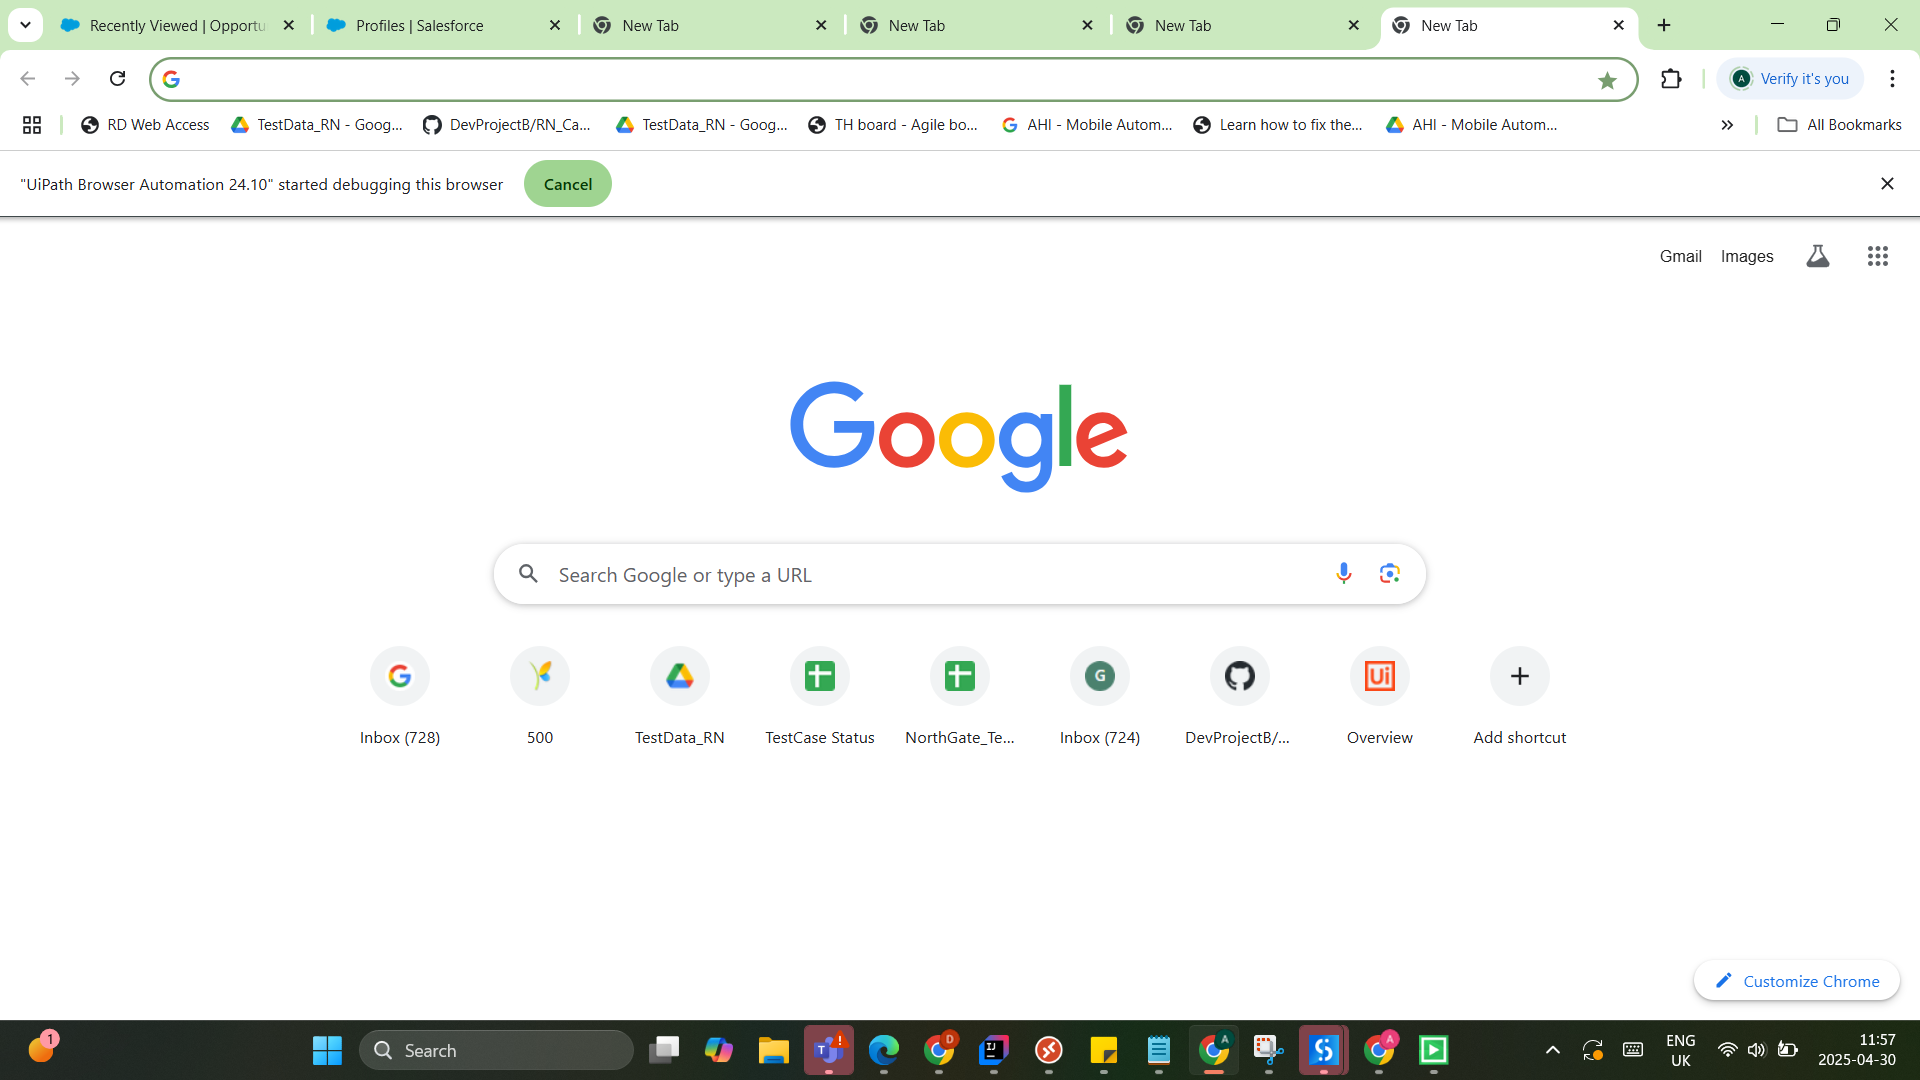 Recently Viewed | Opportu
Profiles | Salesforce
New Tab
New Tab
New Tab
New Tab
A
Verify it's you
RD Web Access
TestData_RN - Goog...
DevProjectB/RN_Ca...
TestData_RN - Goog...
TH board - Agile bo...
AHI - Mobile Autom...
Learn how to fix the...
AHI - Mobile Autom...
All Bookmarks
"UiPath Browser Automation 24.10" started debugging this browser
Cancel
Gmail
Images
Google
Search Google or type a URL
G
Ui
Inbox (728)
500
TestData_RN
TestCase Status
NorthGate_Te...
Inbox (724)
DevProjectB/...
Overview
Add shortcut
Customize Chrome
1
Search
T
D
IJ
A
A
ENG
UK
11:57
2025-04-30